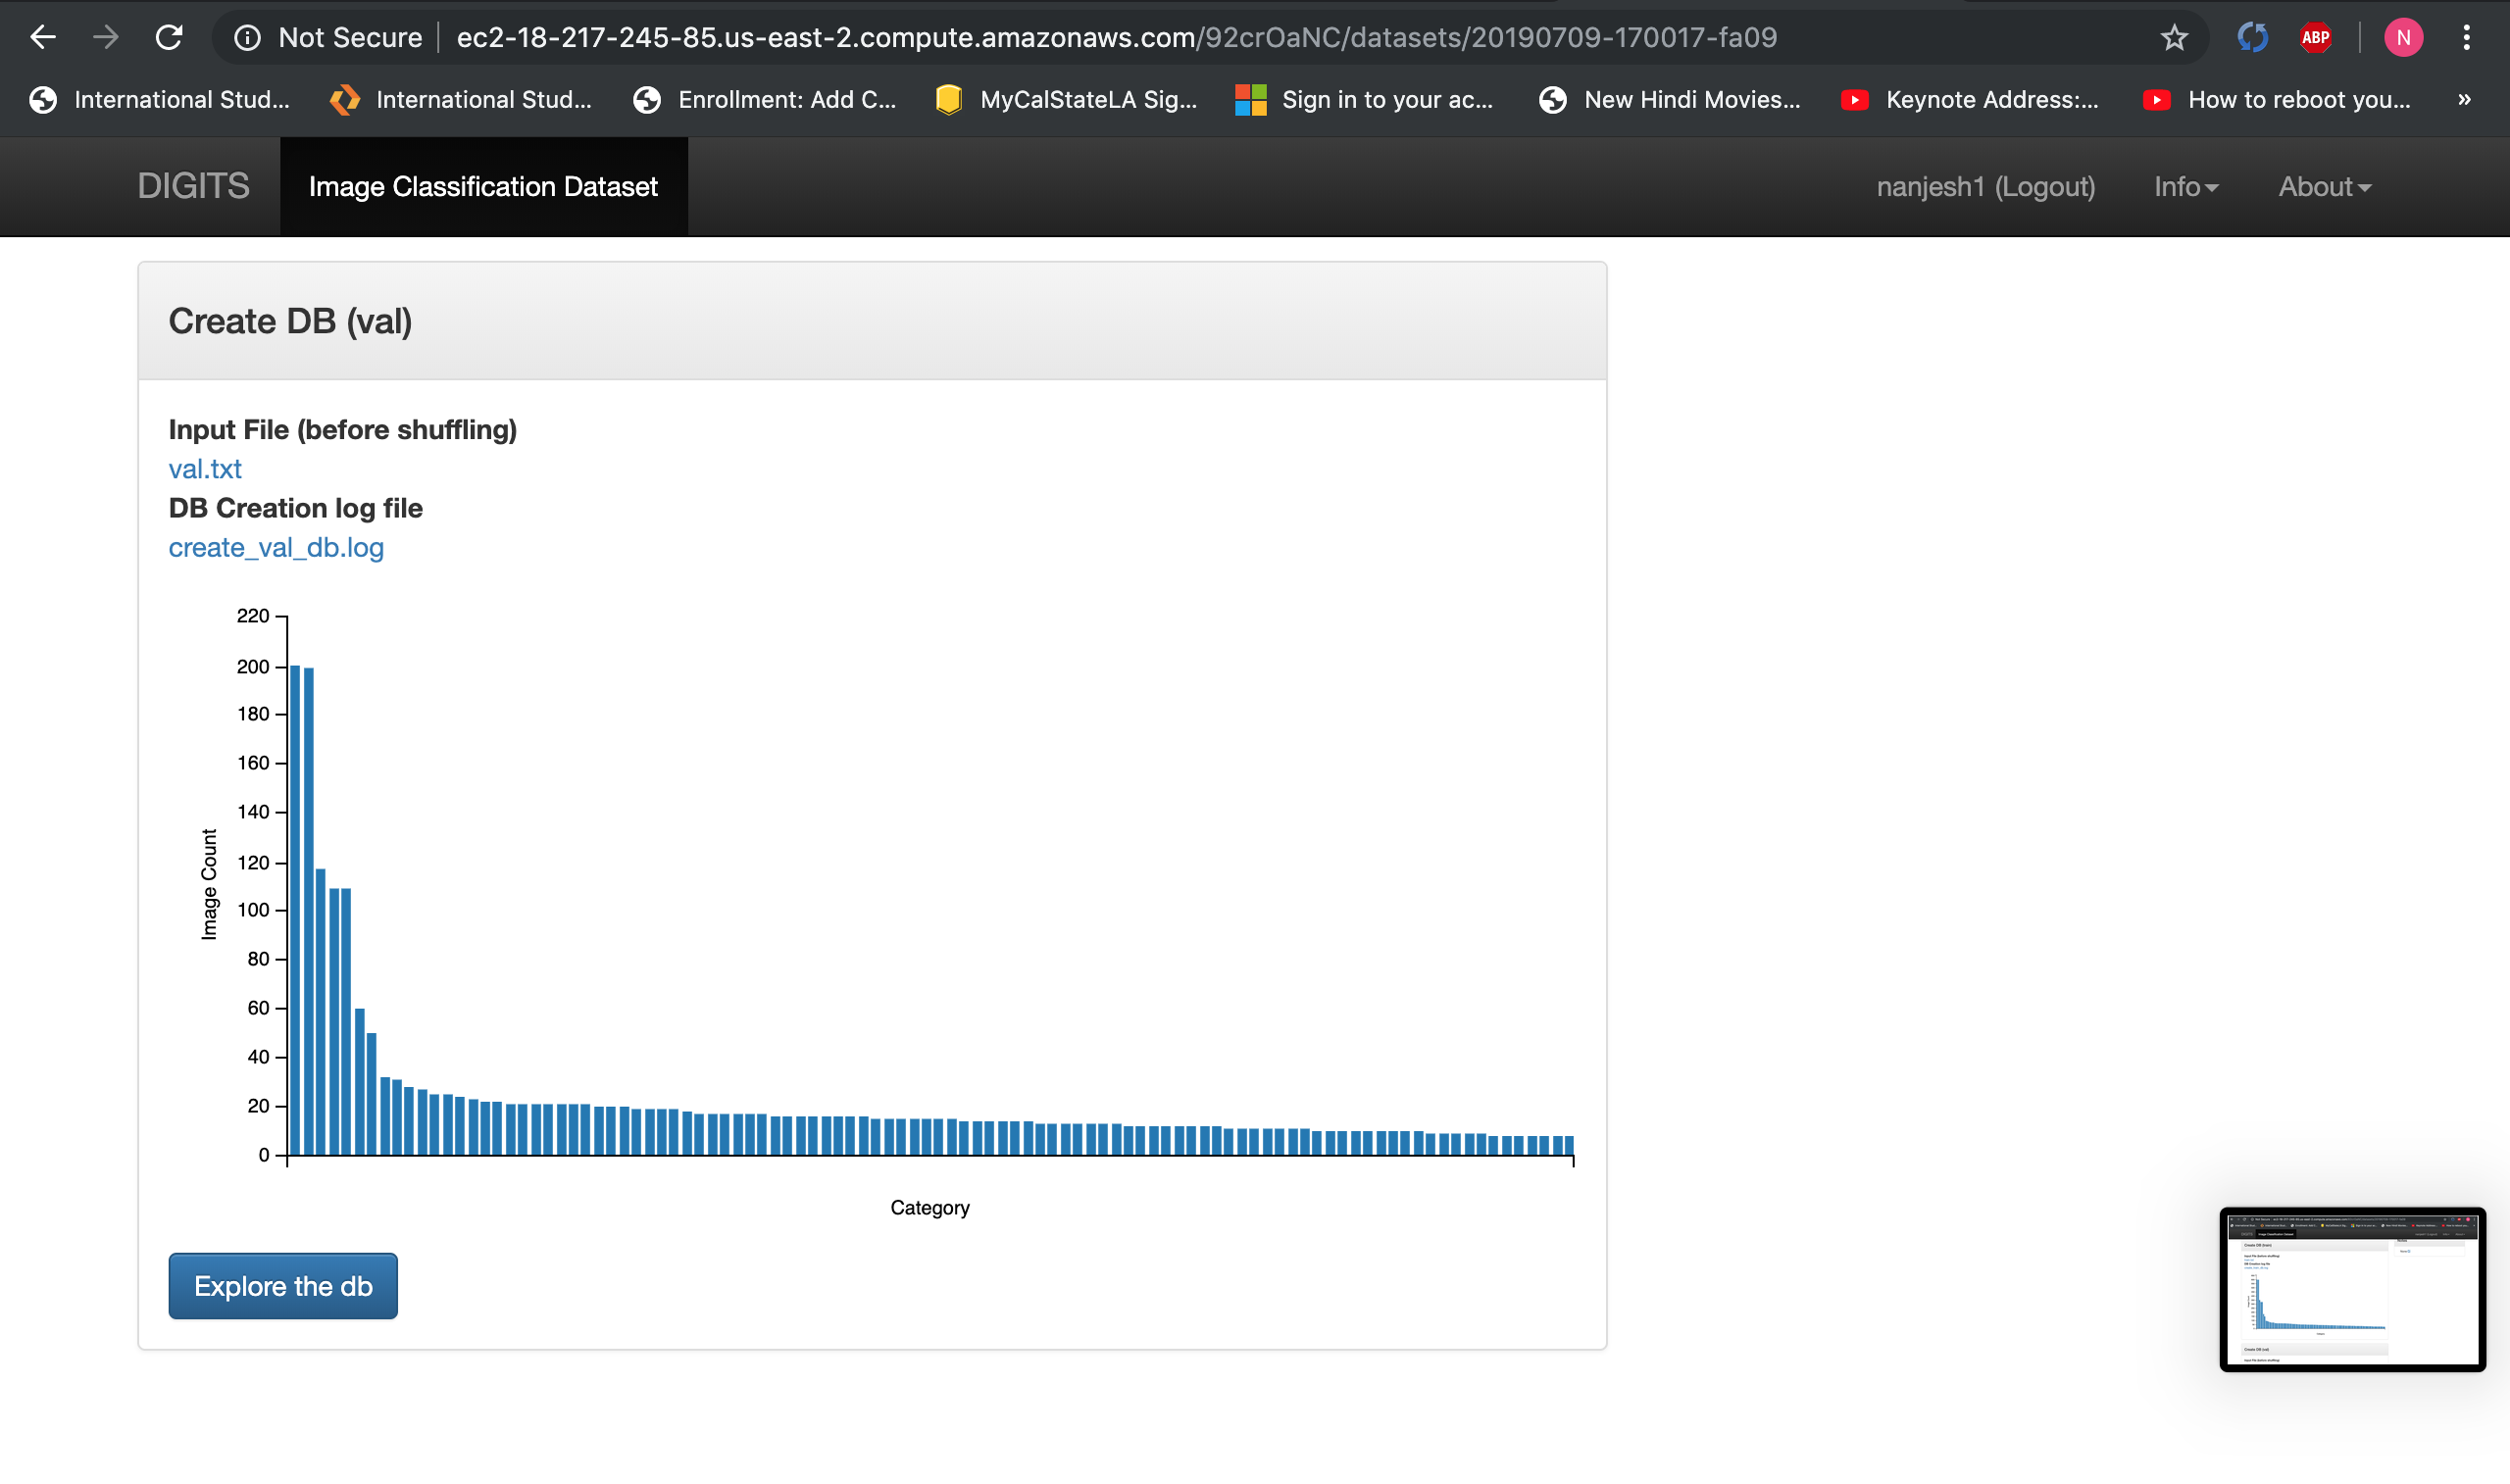 Not Secure ec2-18-217-245-85.us-east-2.compute.amazonaws.com/92crOaNC/datasets/20190709-170017-fa09 ABP N
International Stud... International Stud... Enrollment: Add C... MyCalStateLA Sig... Sign in to your ac... New Hindi Movies... Keynote Address:... How to reboot you... »
DIGITS Image Classification Dataset nanjesh1 (Logout) Info About
Create DB (val)
Input File (before shuffling)
val.txt
DB Creation log file
create_val_db.log
220
200
180
160
140
120
100
80
60
40
20
0
Image Count
Category
Explore the db